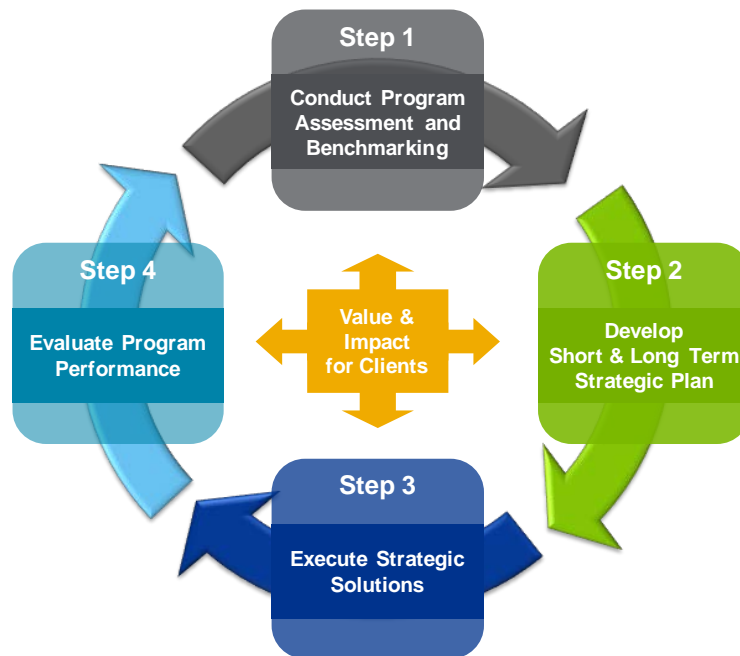 Step 1
Conduct Program
Assessment and
Benchmarking
Step 2
Develop
Short & Long Term
Strategic Plan
Step 3
Execute Strategic
Solutions
Step 4
Evaluate Program
Performance
Value &
Impact
for Clients